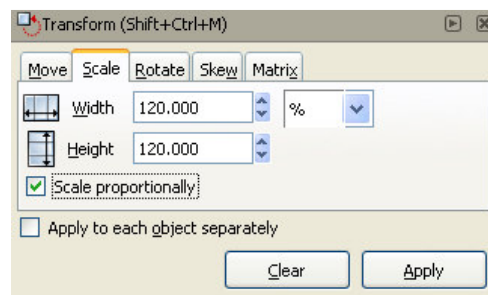 Transform (Shift+Ctrl+M)
Move Scale Rotate Skew Matrix
Width 120.000 %
Height 120.000
Scale proportionally
Apply to each object separately
Clear Apply